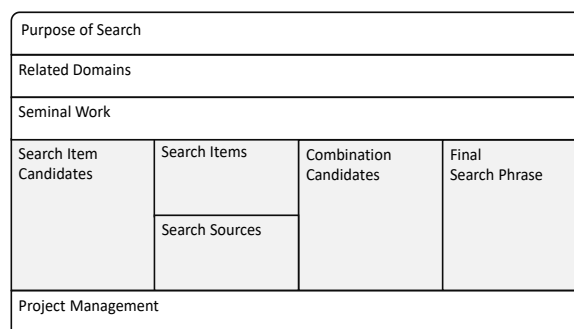 Purpose of Search
Related Domains
Seminal Work
Search Item
Candidates
Search Items
Search Sources
Combination
Candidates
Final
Search Phrase
Project Management